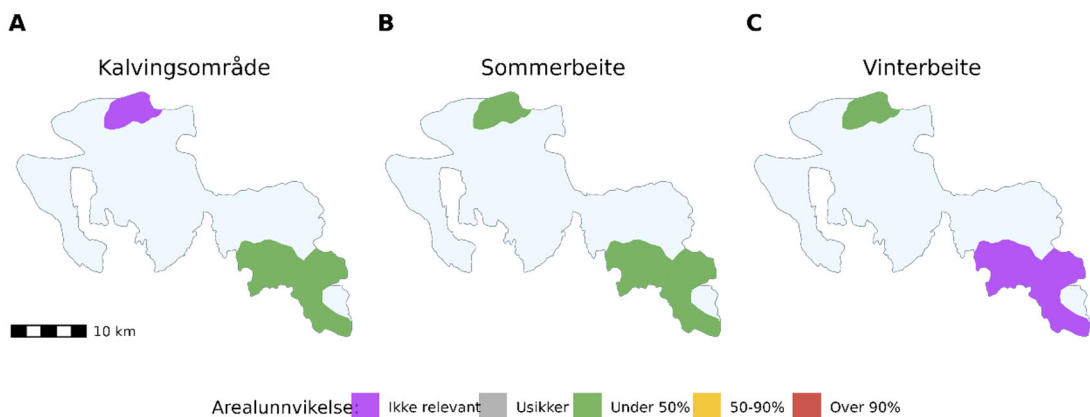 A
B
C
Kalvingsområde
Sommerbeite
Vinterbeite
10 km
Arealunnvikelse: Ikke relevant Usikker Under 50% 50-90% Over 90%